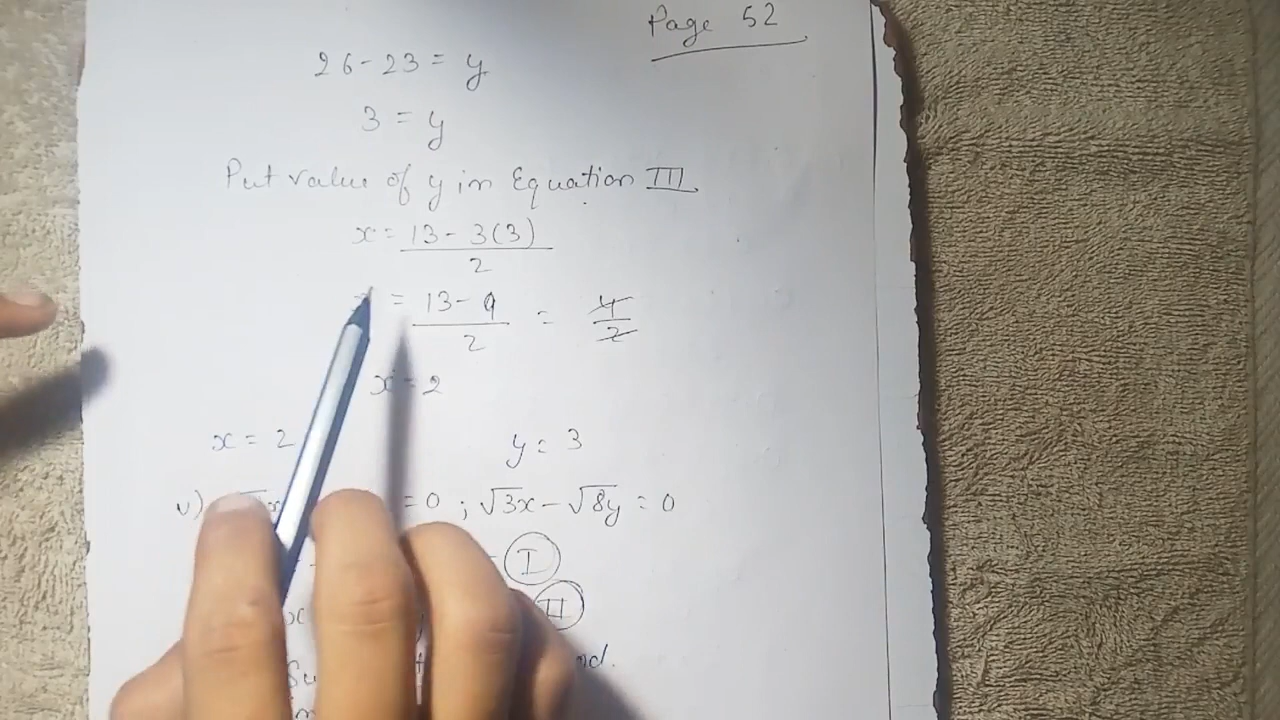 Page 52
26 - 23 = y
3 = y
Put value of y in Equation III
x = 13 - 3(3)
2
= 13 - 9 = 4
2 2
x = 2
x = 2 y = 3
v) x = 0 ; √3x - √8y = 0
I
x II